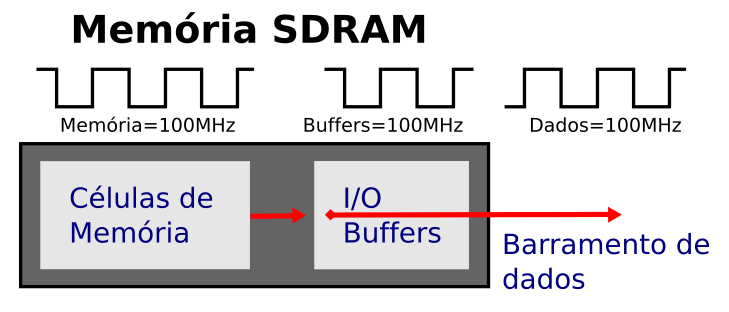 Memória SDRAM
Memória=100MHz
Buffers=100MHz
Dados=100MHz
Células de
Memória
I/O
Buffers
Barramento de
dados